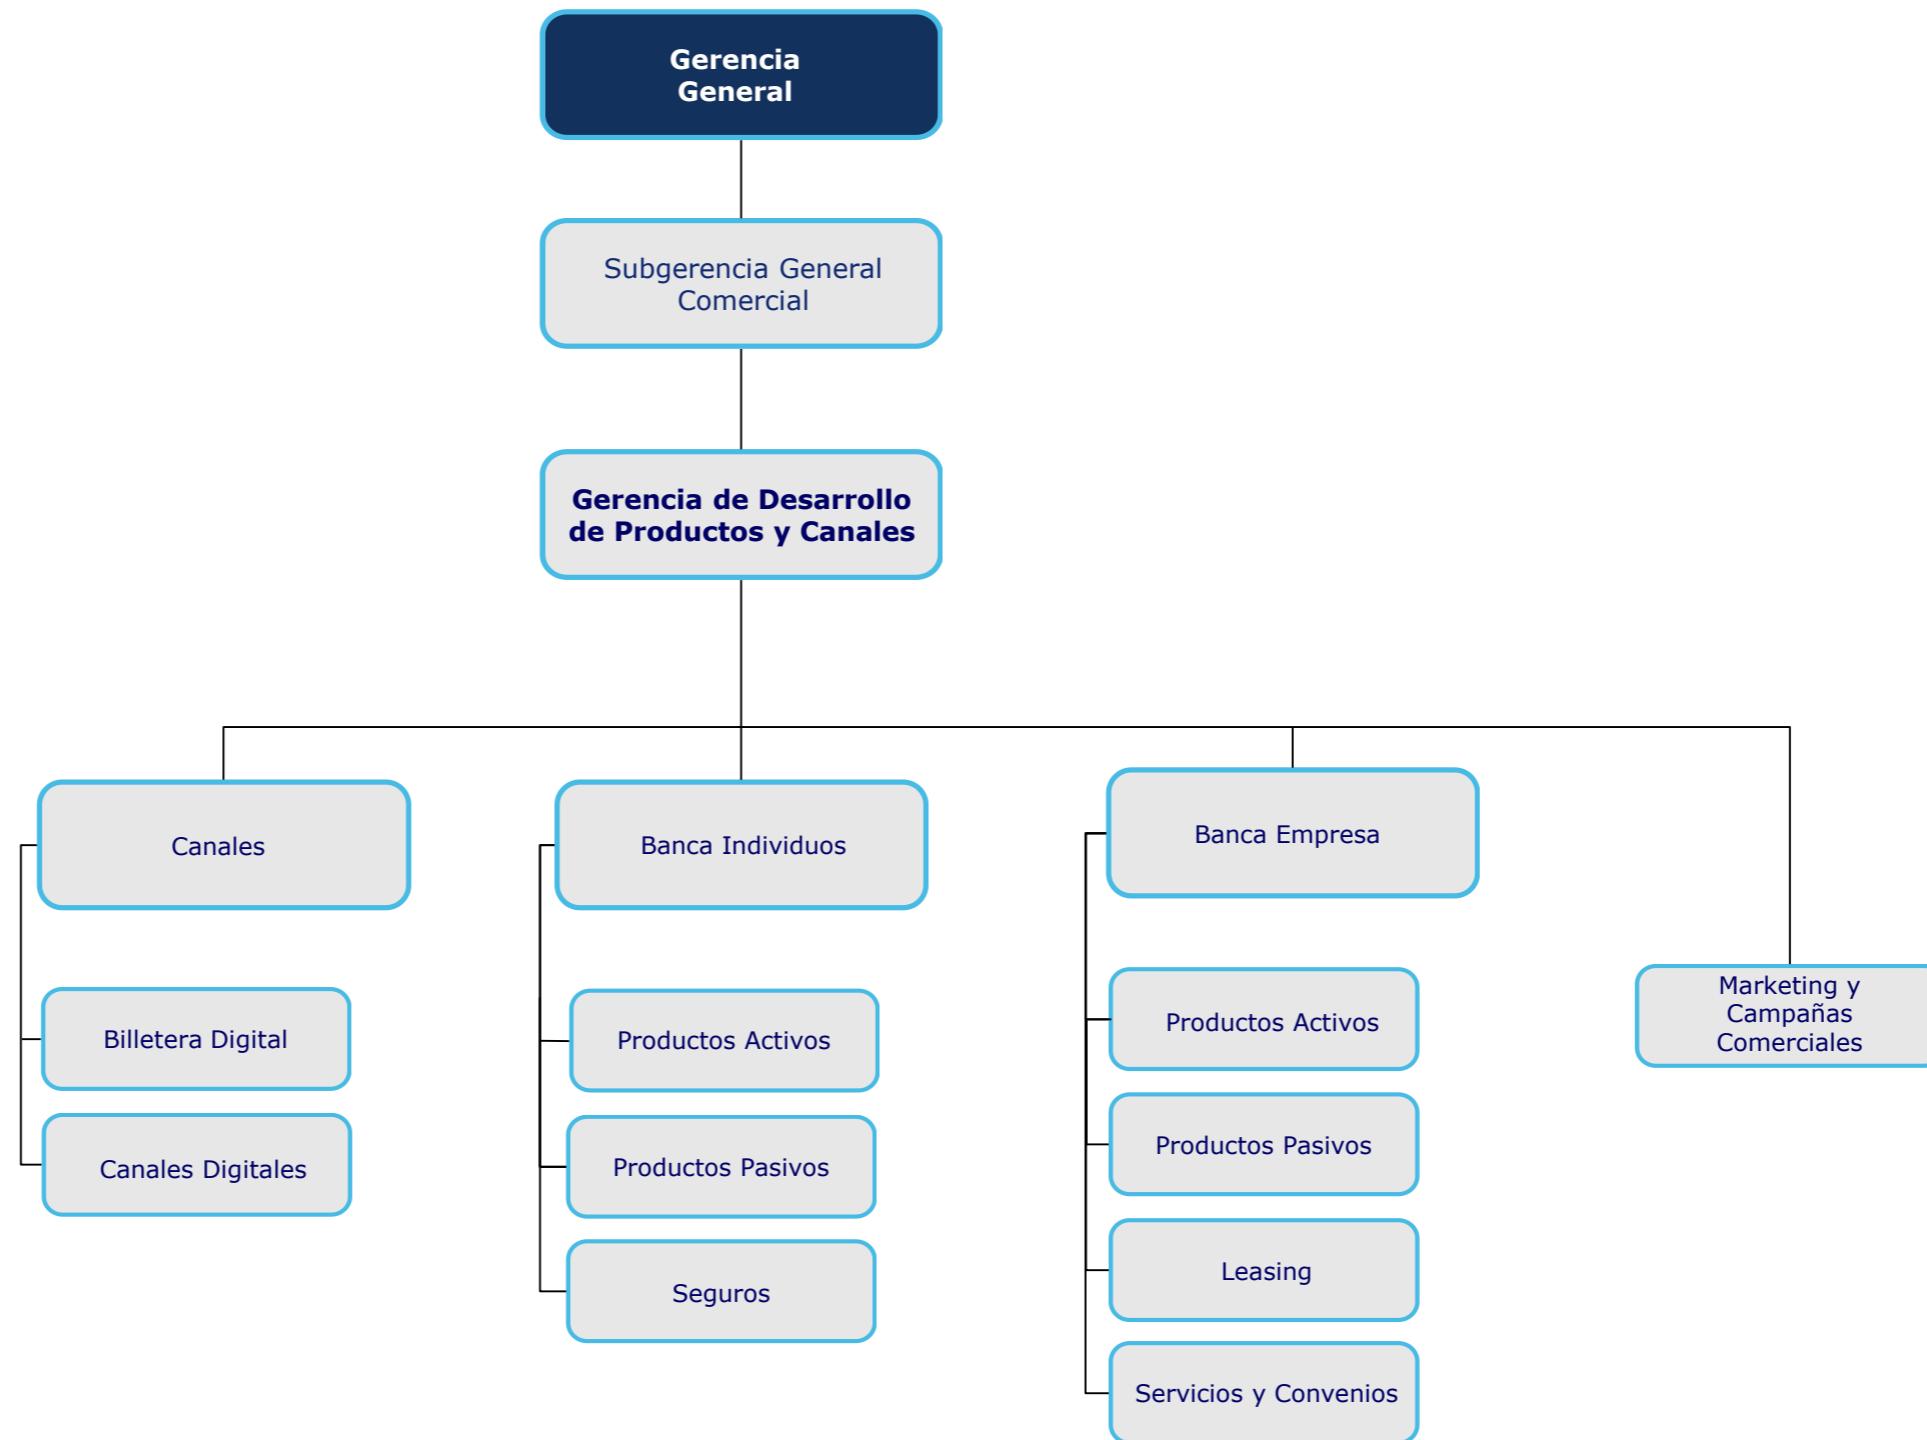 Gerencia
General
Subgerencia General
Comercial
Gerencia de Desarrollo
de Productos y Canales
Canales
Billetera Digital
Canales Digitales
Banca Individuos
Productos Activos
Productos Pasivos
Seguros
Banca Empresa
Productos Activos
Productos Pasivos
Leasing
Servicios y Convenios
Marketing y
Campañas
Comerciales